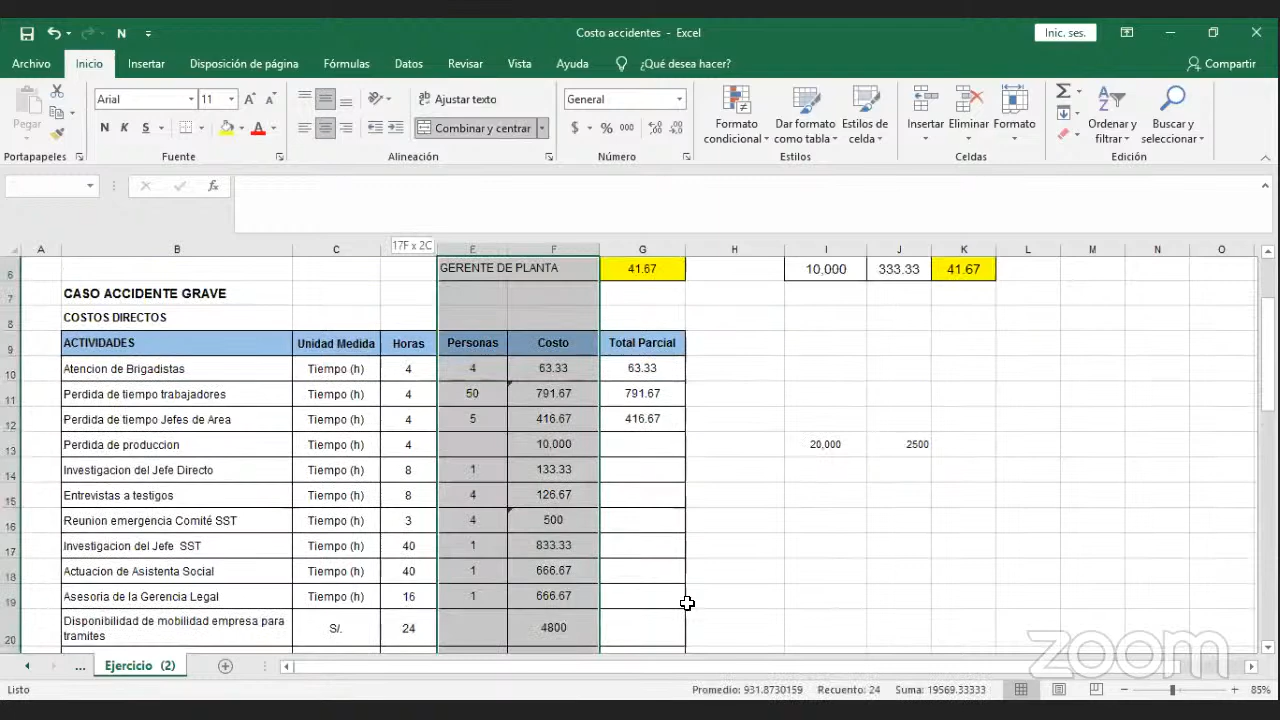 Costo accidentes - Excel
Inic. ses.
Archivo Inicio Insertar Disposición de página Fórmulas Datos Revisar Vista Ayuda ¿Qué desea hacer? Compartir
Pegar
Arial 11
N K S
Ajustar texto
Combinar y centrar
General
$ % 000
Formato condicional
Dar formato como tabla
Estilos de celda
Insertar Eliminar Formato
Ordenar y filtrar
Buscar y seleccionar
Portapapeles Fuente Alineación Número Estilos Celdas Edición
fx
17F x 2C
A B C E F G H I J K L M N O
6 GERENTE DE PLANTA 41.67 10,000 333.33 41.67
7 CASO ACCIDENTE GRAVE
8 COSTOS DIRECTOS
9 ACTIVIDADES Unidad Medida Horas Personas Costo Total Parcial
10 Atencion de Brigadistas Tiempo (h) 4 4 63.33 63.33
11 Perdida de tiempo trabajadores Tiempo (h) 4 50 791.67 791.67
12 Perdida de tiempo Jefes de Area Tiempo (h) 4 5 416.67 416.67
13 Perdida de produccion Tiempo (h) 4 10,000 20,000 2500
14 Investigacion del Jefe Directo Tiempo (h) 8 1 133.33
15 Entrevistas a testigos Tiempo (h) 8 4 126.67
16 Reunion emergencia Comité SST Tiempo (h) 3 4 500
17 Investigacion del Jefe SST Tiempo (h) 40 1 833.33
18 Actuacion de Asistenta Social Tiempo (h) 40 1 666.67
19 Asesoria de la Gerencia Legal Tiempo (h) 16 1 666.67
20 Disponibilidad de mobilidad empresa para tramites S/. 24 4800
... Ejercicio (2)
zoom
Listo Promedio: 931.8730159 Recuento: 24 Suma: 19569.33333 85%